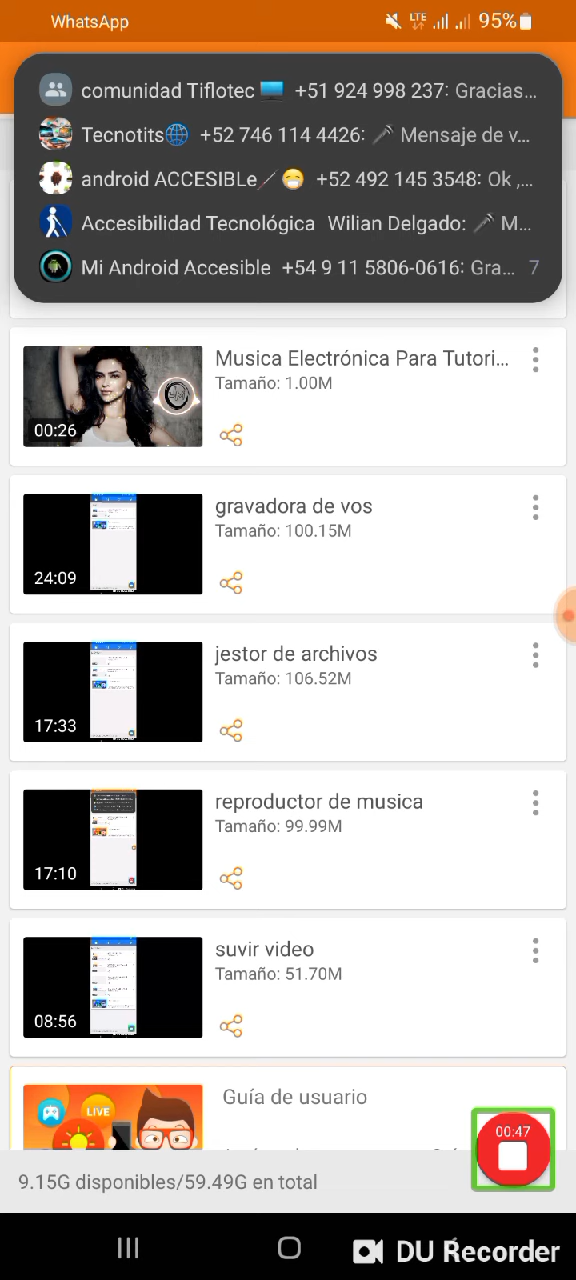 WhatsApp LTE 95%
comunidad Tiflotec +51 924 998 237: Gracias...
Tecnotits +52 746 114 4426: Mensaje de v...
android ACCESIBLe +52 492 145 3548: Ok ,...
Accesibilidad Tecnológica Wilian Delgado: M...
Mi Android Accesible +54 9 11 5806-0616: Gra... 7
Musica Electrónica Para Tutori...
Tamaño: 1.00M
00:26
gravadora de vos
Tamaño: 100.15M
24:09
jestor de archivos
Tamaño: 106.52M
17:33
reproductor de musica
Tamaño: 99.99M
17:10
suvir video
Tamaño: 51.70M
08:56
Guía de usuario
LIVE
00:47
9.15G disponibles/59.49G en total
DU Recorder